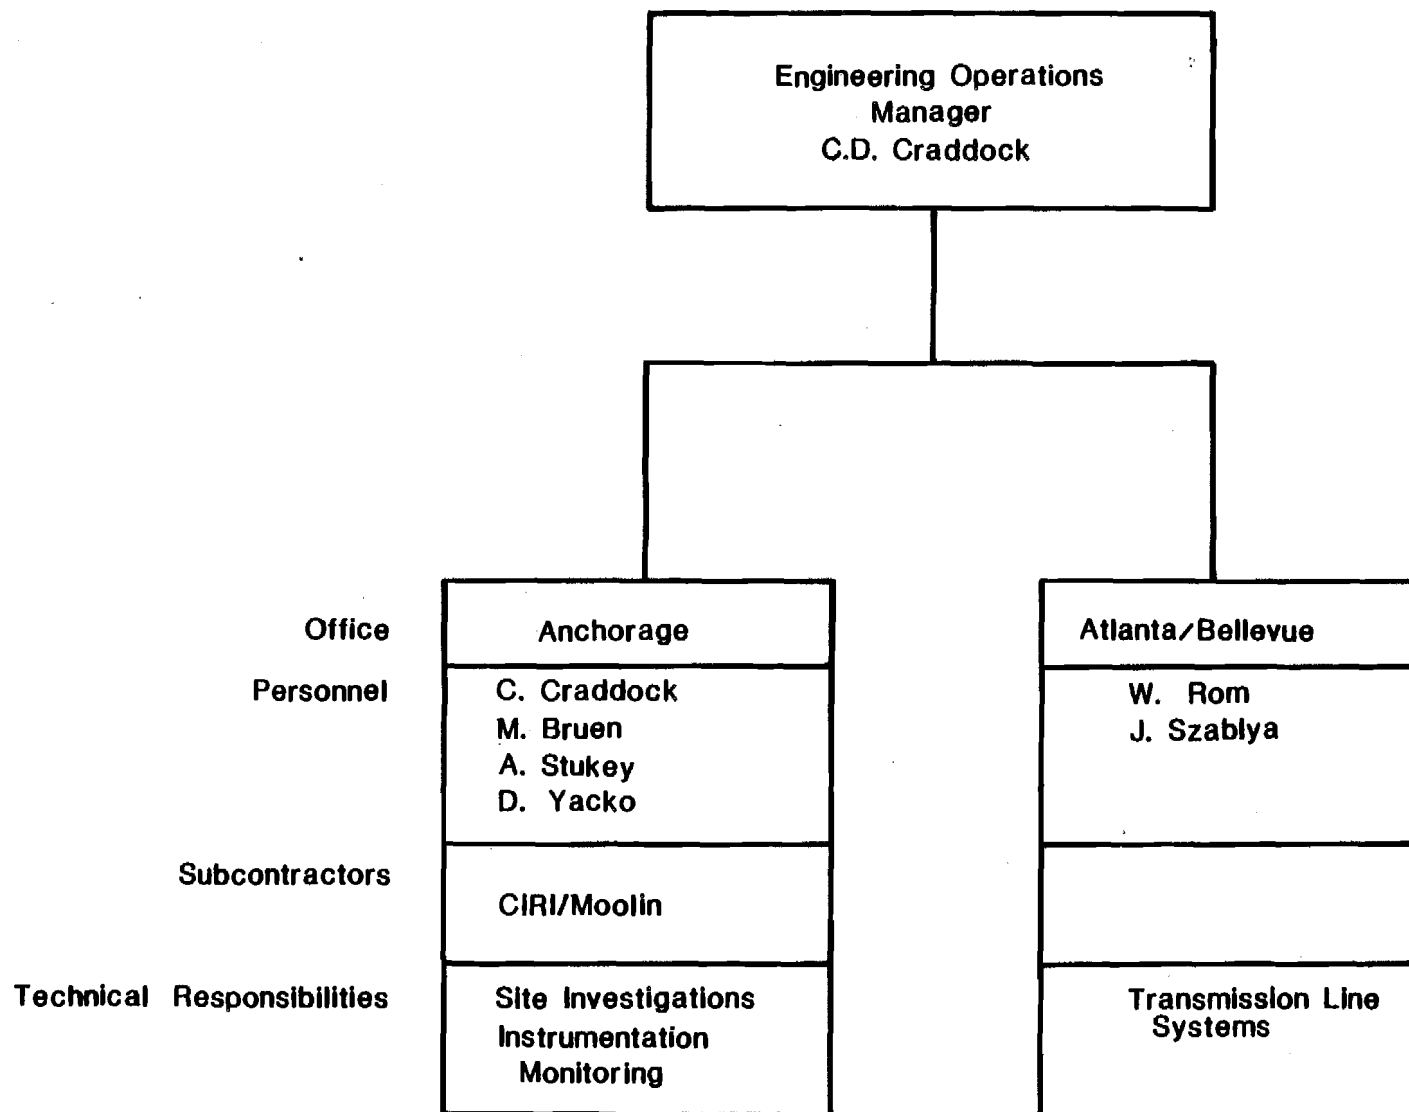 Engineering Operations
Manager
C.D. Craddock
Office
Anchorage
Atlanta/Bellevue
Personnel
C. Craddock
M. Bruen
A. Stukey
D. Yacko
W. Rom
J. Szablya
Subcontractors
CIRI/Moolin
Technical Responsibilities
Site Investigations
Instrumentation
Monitoring
Transmission Line
Systems